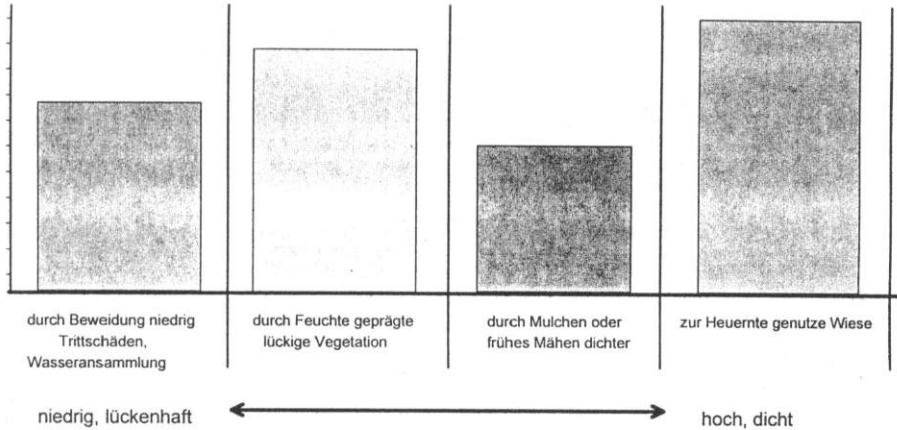 durch Beweidung niedrig
Trittschäden,
Wasseransammlung
durch Feuchte geprägte
lückige Vegetation
durch Mulchen oder
frühes Mähen dichter
zur Heuernte genutze Wiese
niedrig, lückenhaft
hoch, dicht